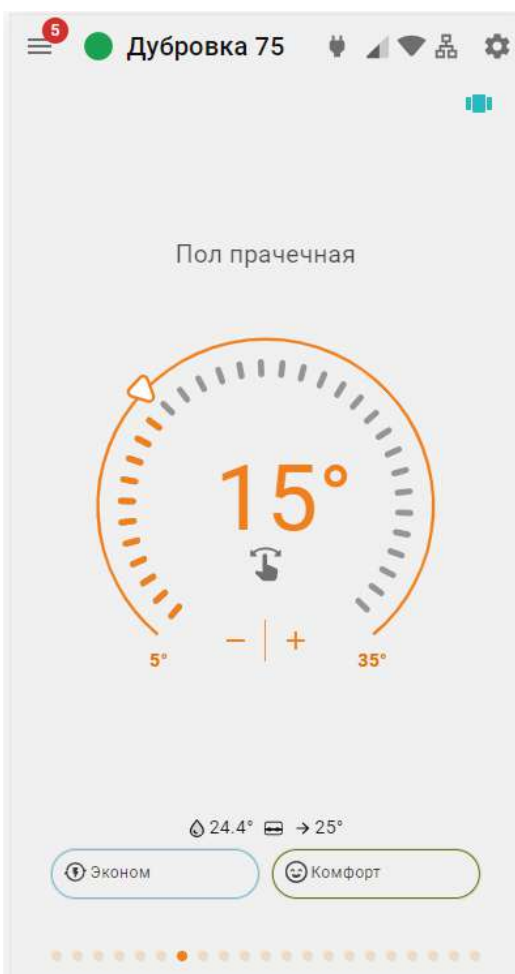 5
Дубровка 75
Пол прачечная
15°
− | +
5°
35°
24.4° → 25°
Эконом
Комфорт